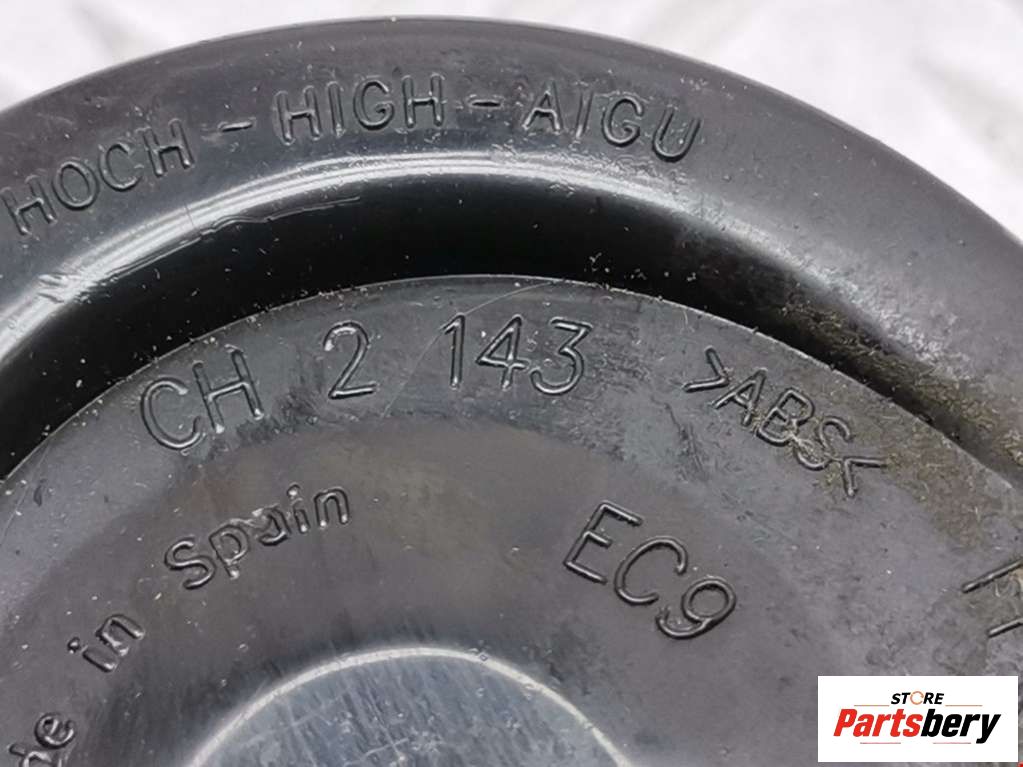 HOCH - HIGH - AIGU
CH 2 143 >ABS<
in Spain
EC9
STORE
Partsbery